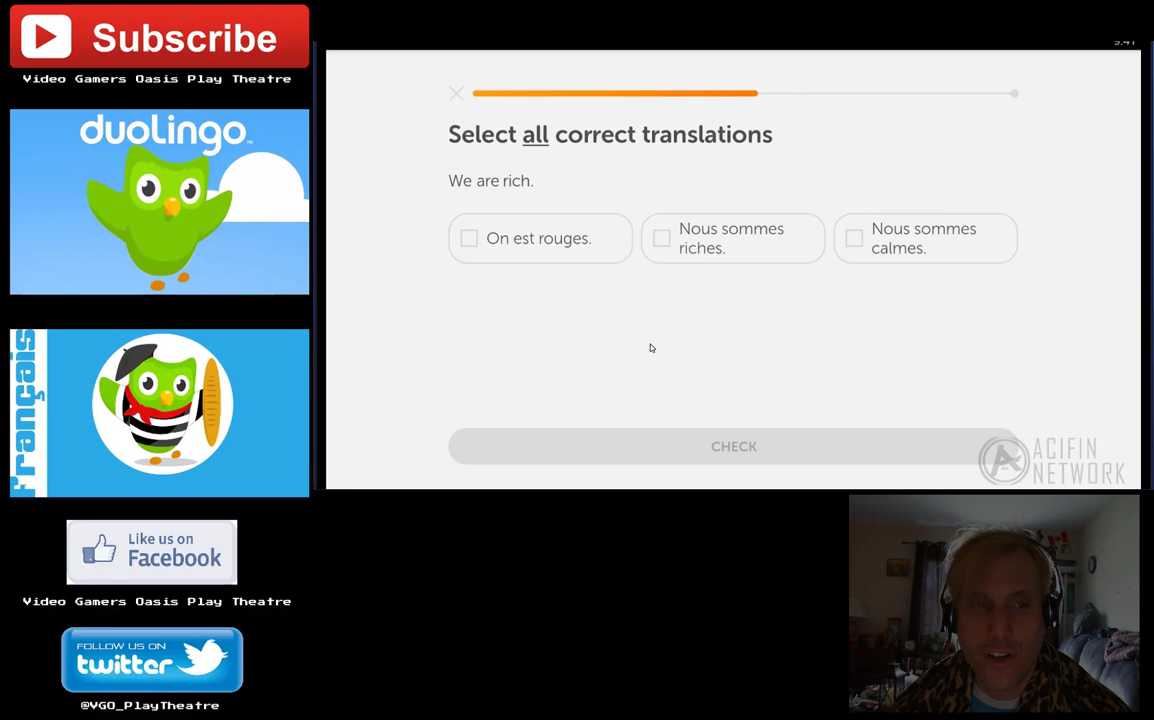 Subscribe
Video Gamers Oasis Play Theatre
duolingo
Français
Like us on
Facebook
Video Gamers Oasis Play Theatre
FOLLOW US ON
twitter
@VGO_PlayTheatre
Select all correct translations
We are rich.
On est rouges.
Nous sommes
riches.
Nous sommes
calmes.
CHECK
ACIFIN
NETWORK